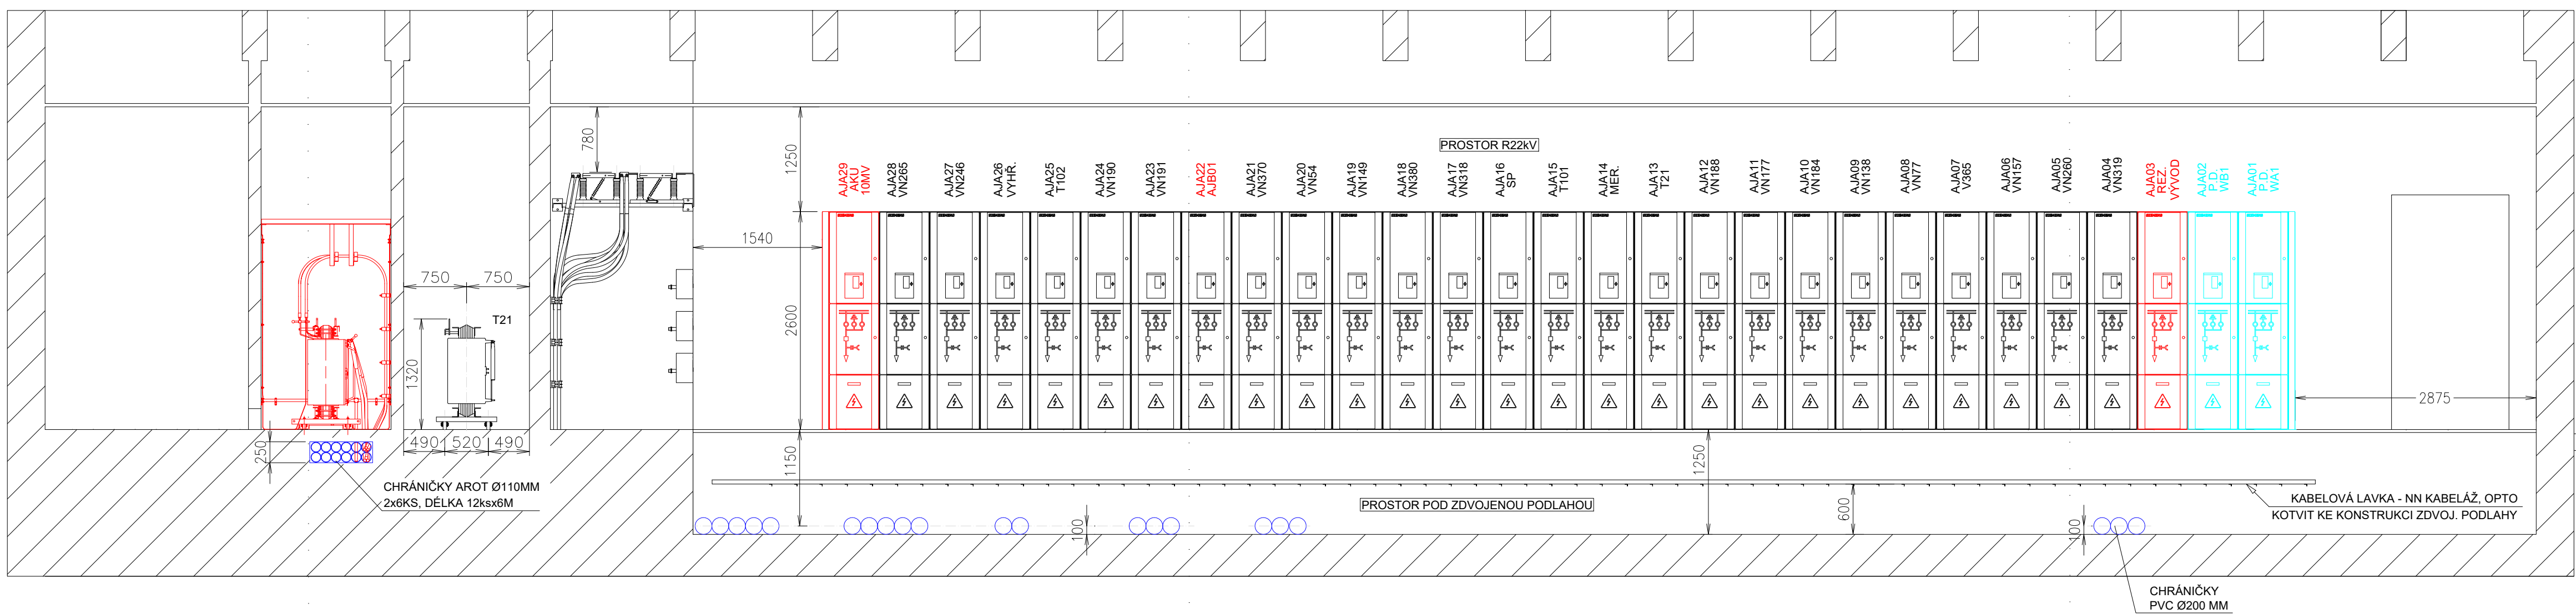 PROSTOR R22kV
AJA29
AKU
10MV
AJA28
VN265
AJA27
VN246
AJA26
VYHŘ.
AJA25
T102
AJA24
VN190
AJA23
VN191
AJA22
AJB01
AJA21
VN370
AJA20
VN54
AJA19
VN149
AJA18
VN380
AJA17
VN318
AJA16
SP
AJA15
T101
AJA14
MER.
AJA13
T21
AJA12
VN188
AJA11
VN177
AJA10
VN184
AJA09
VN138
AJA08
VN77
AJA07
V365
AJA06
VN157
AJA05
VN260
AJA04
VN319
AJA03
REZ.
VÝVOD
AJA02
P.D.
WB1
AJA01
P.D.
WA1
780
1250
1540
2600
750
750
T21
1320
490
520
490
250
2875
1150
1250
600
100
100
CHRÁNIČKY AROT Ø110MM
2x6KS, DÉLKA 12ksx6M
PROSTOR POD ZDVOJENOU PODLAHOU
KABELOVÁ LAVKA - NN KABELÁŽ, OPTO
KOTVIT KE KONSTRUKCI ZDVOJ. PODLAHY
CHRÁNIČKY
PVC Ø200 MM